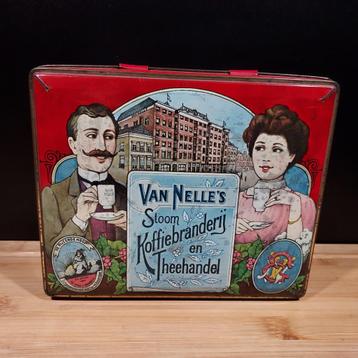 VAN NELLE'S
Stoom
Koffiebranderij
en
Theehandel